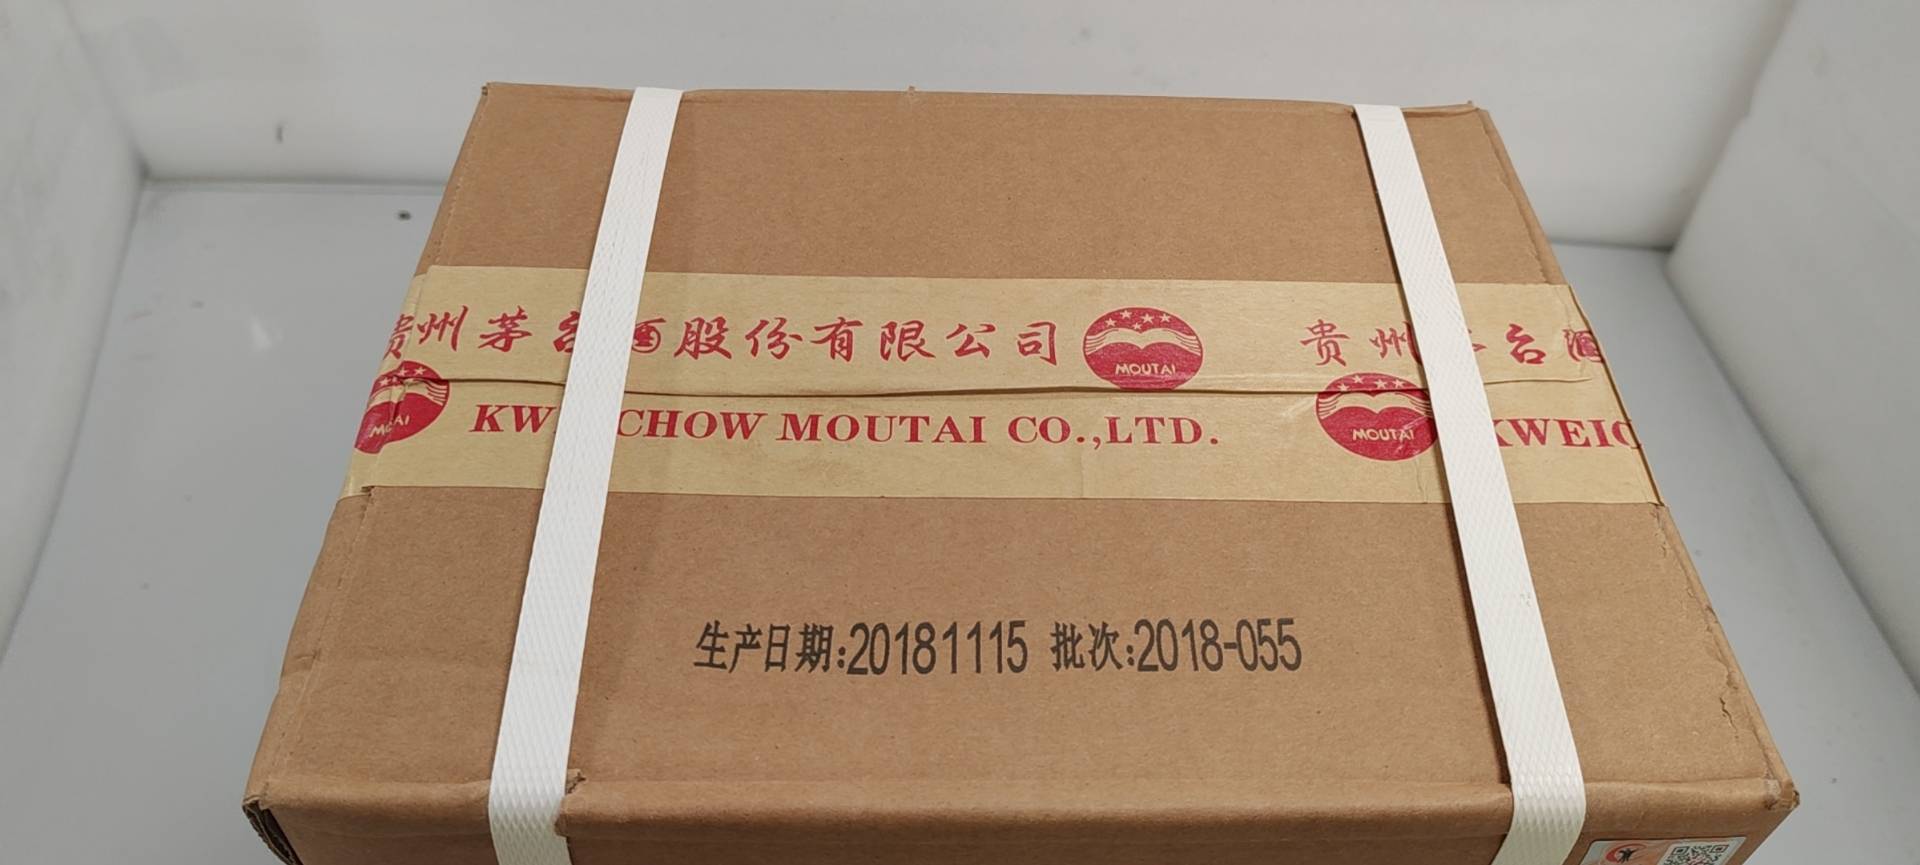 贵州茅台酒股份有限公司 MOUTAI 贵州 台酒
MOUTAI KW CHOW MOUTAI CO.,LTD. MOUTAI KWEIC
生产日期:20181115 批次:2018-055